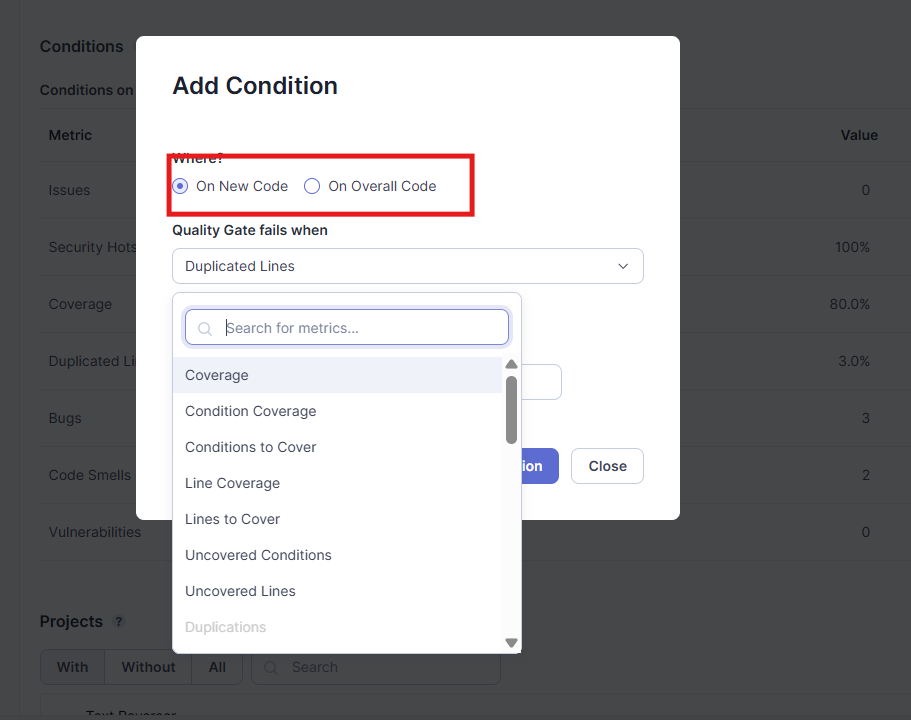 Conditions
Add Condition
Conditions on
Metric
Value
Where?
Issues
0
On New Code
On Overall Code
Quality Gate fails when
Security Hots
100%
Duplicated Lines
Coverage
80.0%
Search for metrics...
Duplicated Li
3.0%
Coverage
Condition Coverage
Bugs
3
Conditions to Cover
Code Smells
2
ion
Close
Line Coverage
Lines to Cover
Vulnerabilities
0
Uncovered Conditions
Uncovered Lines
Projects ?
Duplications
With
Without
All
Search
Text Reverser